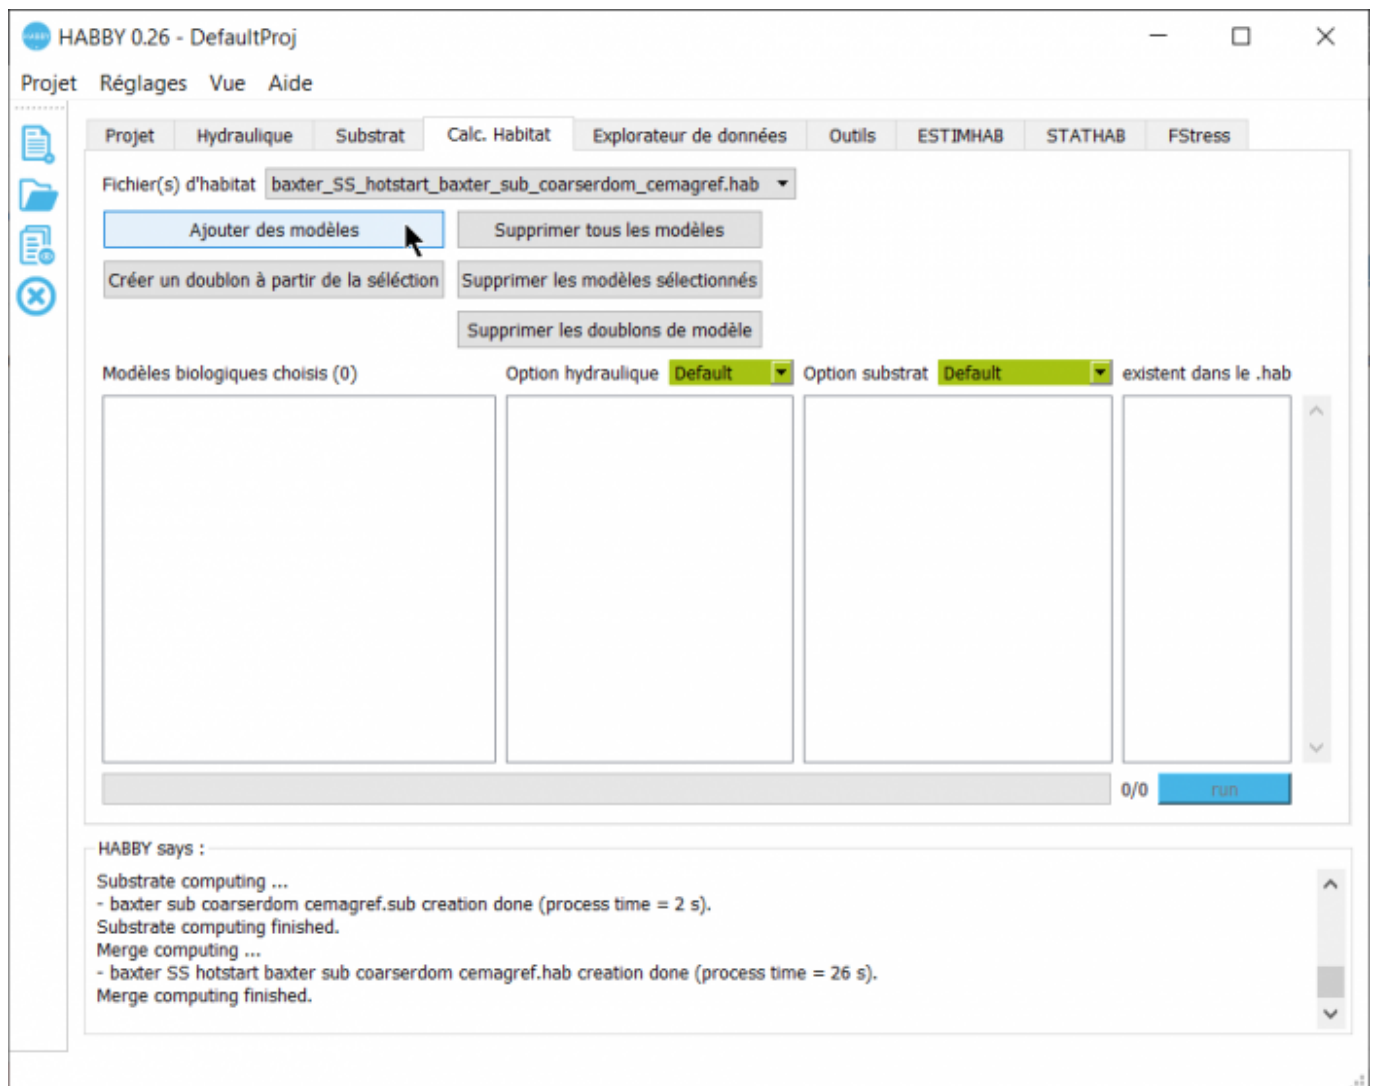 HABBY 0.26 - DefaultProj
Projet Réglages Vue Aide
Projet Hydraulique Substrat Calc. Habitat Explorateur de données Outils ESTIMHAB STATHAB FStress
Fichier(s) d'habitat baxter_SS_hotstart_baxter_sub_coarserdom_cemagref.hab
Ajouter des modèles Supprimer tous les modèles
Créer un doublon à partir de la séléction Supprimer les modèles sélectionnés
Supprimer les doublons de modèle
Modèles biologiques choisis (0) Option hydraulique Default Option substrat Default existent dans le .hab
0/0 run
HABBY says :
Substrate computing ...
- baxter sub coarserdom cemagref.sub creation done (process time = 2 s).
Substrate computing finished.
Merge computing ...
- baxter SS hotstart baxter sub coarserdom cemagref.hab creation done (process time = 26 s).
Merge computing finished.